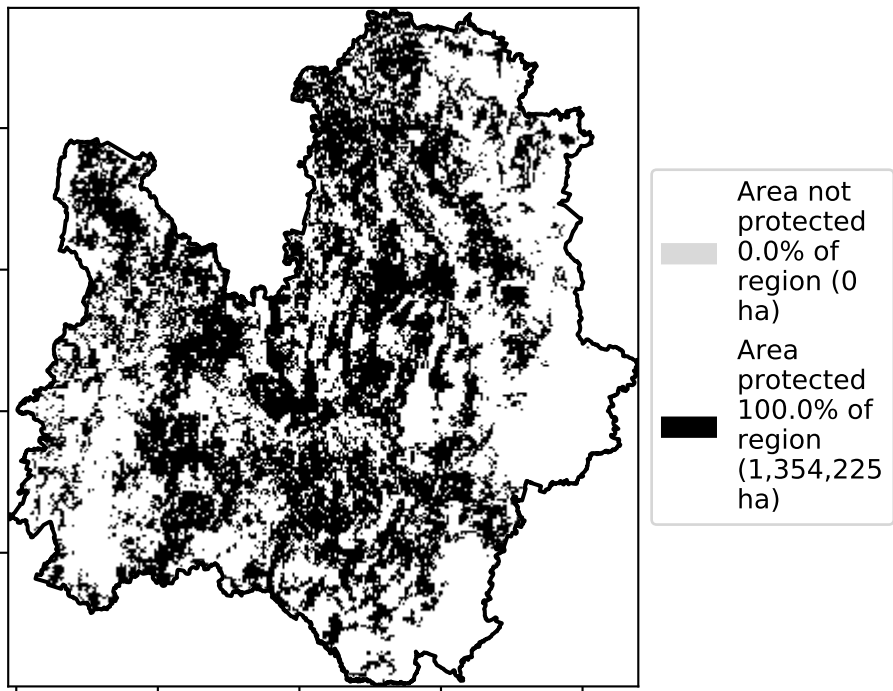 Area not
protected
0.0% of
region (0
ha)
Area
protected
100.0% of
region
(1,354,225
ha)